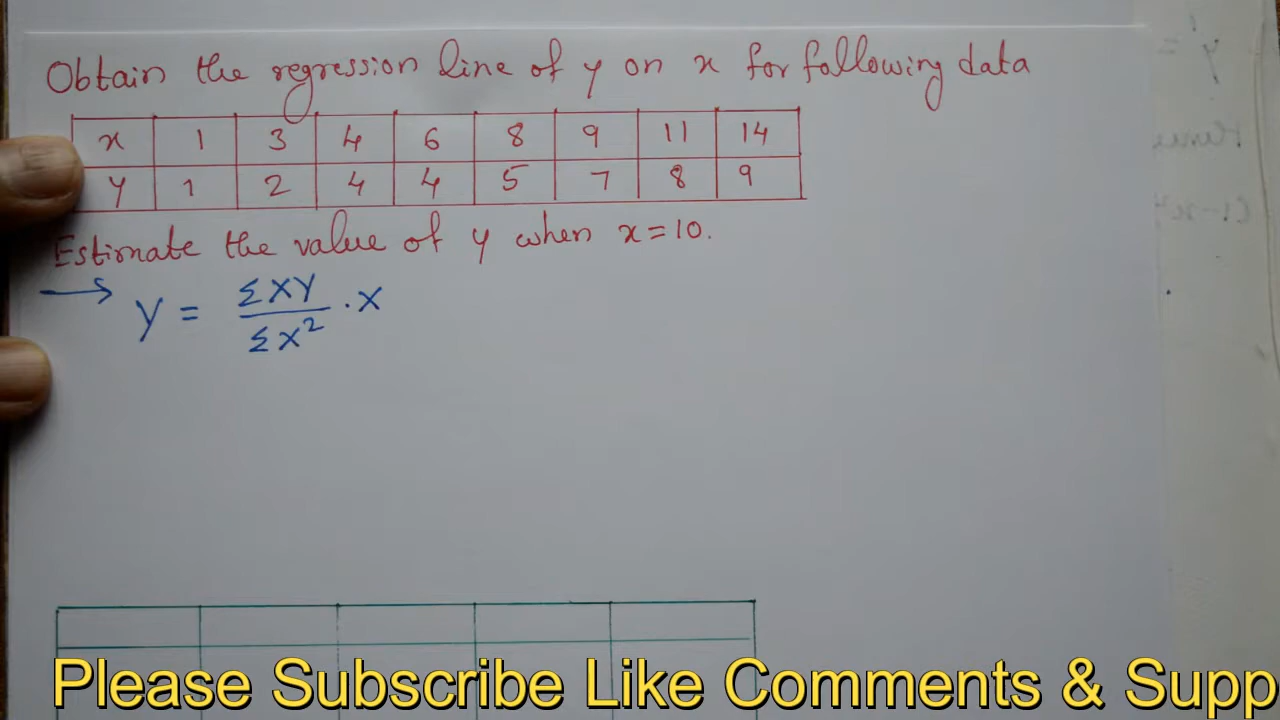 Obtain the regression line of y on x for following data
x 1 3 4 6 8 9 11 14
y 1 2 4 4 5 7 8 9
Estimate the value of y when x=10.
→ Y = ΣXY / ΣX² · X
Please Subscribe Like Comments & Supp